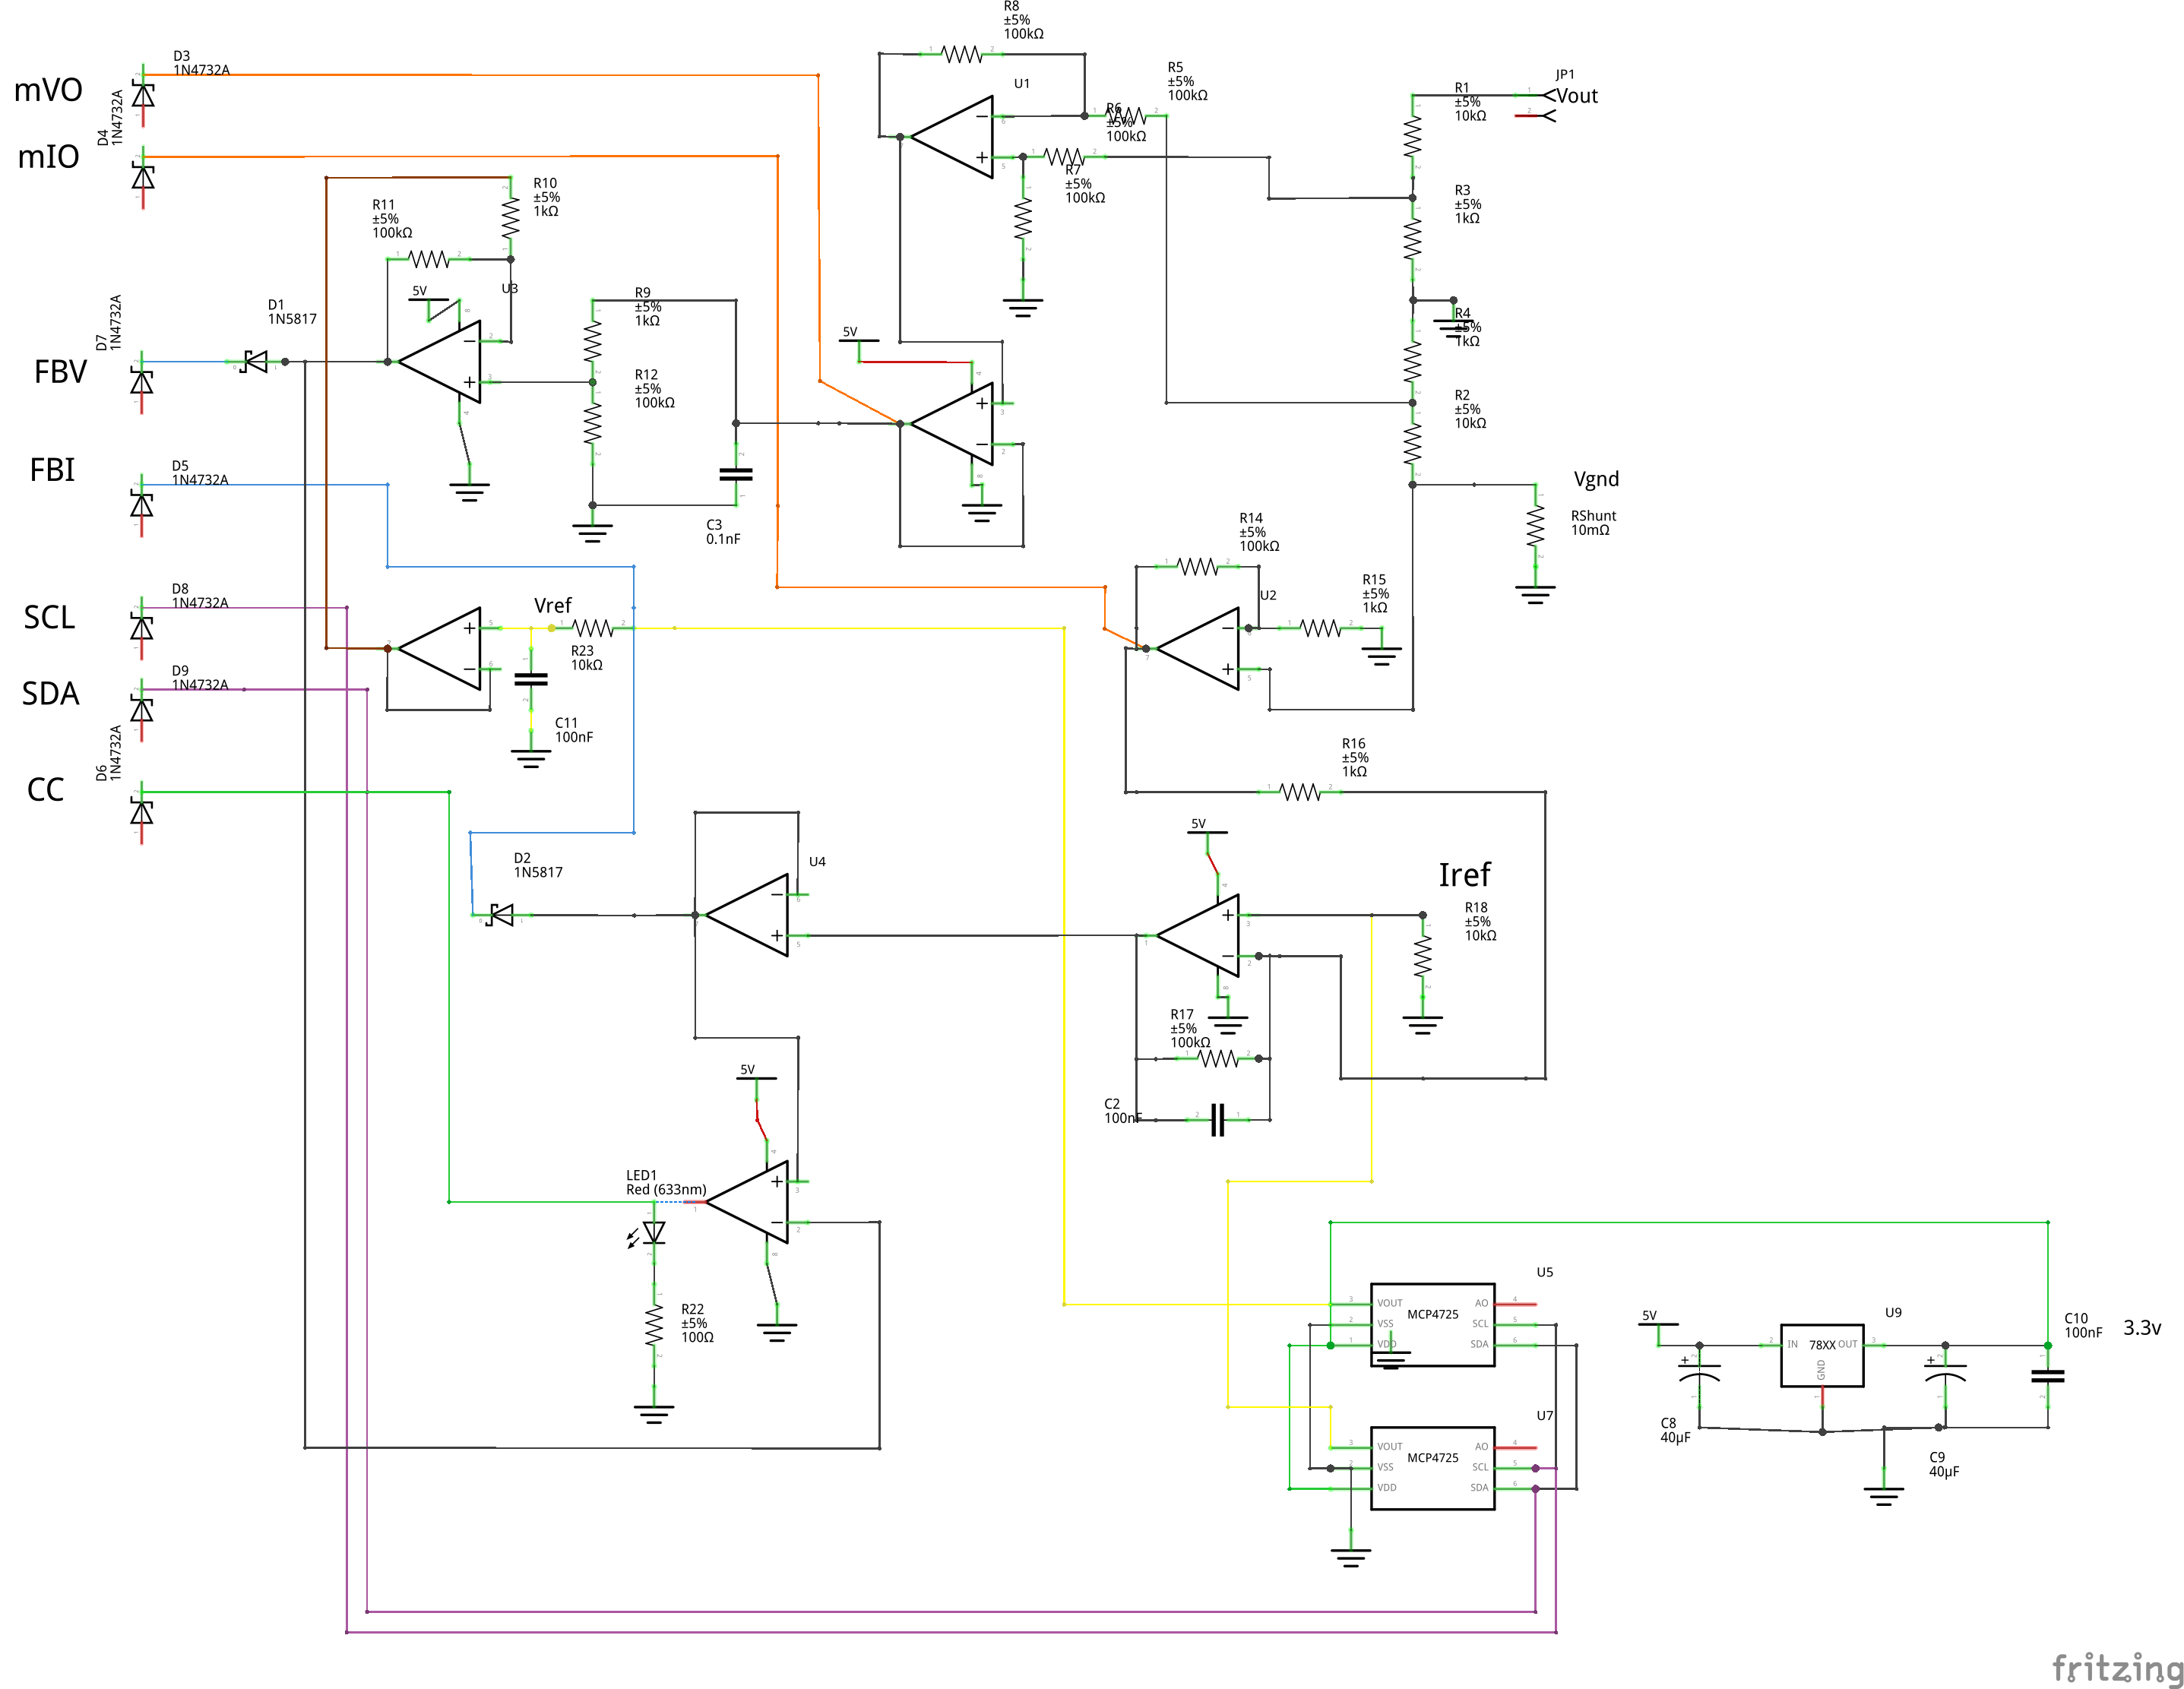 R8
±5%
100kΩ
D3
1N4732A
mVO
D4
1N4732A
mIO
U1
R5
±5%
100kΩ
R6
±5%
100kΩ
R7
±5%
100kΩ
JP1
Vout
R1
±5%
10kΩ
R3
±5%
1kΩ
R4
±5%
1kΩ
R2
±5%
10kΩ
R10
±5%
1kΩ
R11
±5%
100kΩ
U3
5V
D1
1N5817
D7
1N4732A
FBV
R9
±5%
1kΩ
R12
±5%
100kΩ
5V
C3
0.1nF
FBI
D5
1N4732A
Vgnd
RShunt
10mΩ
R14
±5%
100kΩ
R15
±5%
1kΩ
U2
SCL
D8
1N4732A
Vref
R23
10kΩ
SDA
D9
1N4732A
C11
100nF
D6
1N4732A
CC
R16
±5%
1kΩ
5V
D2
1N5817
U4
Iref
R18
±5%
10kΩ
R17
±5%
100kΩ
C2
100nF
5V
LED1
Red (633nm)
R22
±5%
100Ω
U5
VOUT
VSS
VDD
MCP4725
AO
SCL
SDA
U7
VOUT
VSS
VDD
MCP4725
AO
SCL
SDA
5V
U9
IN
78XX
OUT
GND
C10
100nF
3.3v
C8
40µF
C9
40µF
fritzing